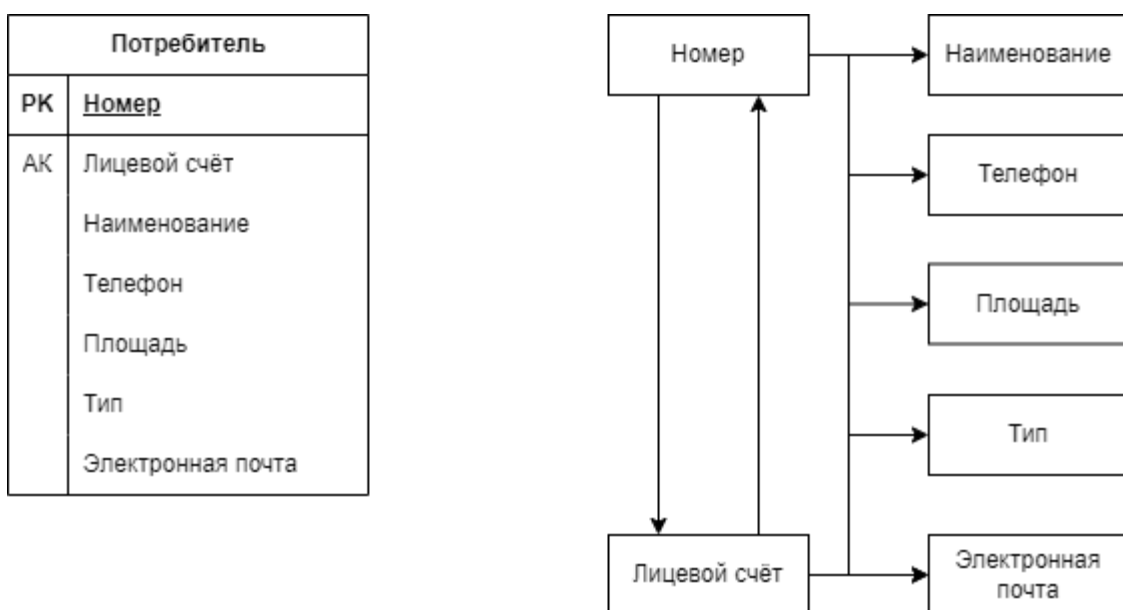 Потребитель
PK Номер
АК Лицевой счёт
Наименование
Телефон
Площадь
Тип
Электронная почта
Номер
Наименование
Телефон
Площадь
Тип
Лицевой счёт
Электронная
почта